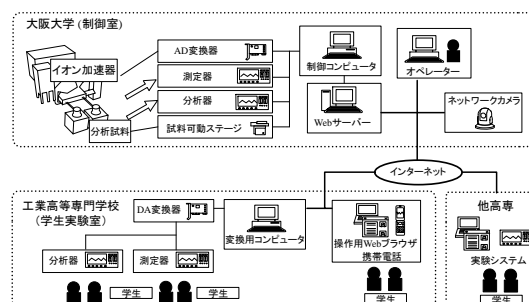 大阪大学 (制御室)
イオン加速器
分析試料
AD変換器
測定器
分析器
試料可動ステージ
制御コンピュータ
Webサーバー
オペレーター
ネットワークカメラ
インターネット
工業高等専門学校
（学生実験室）
DA変換器
分析器
測定器
変換用コンピュータ
操作用Webブラウザ
携帯電話
学生
学生
学生
他高専
実験システム
学生